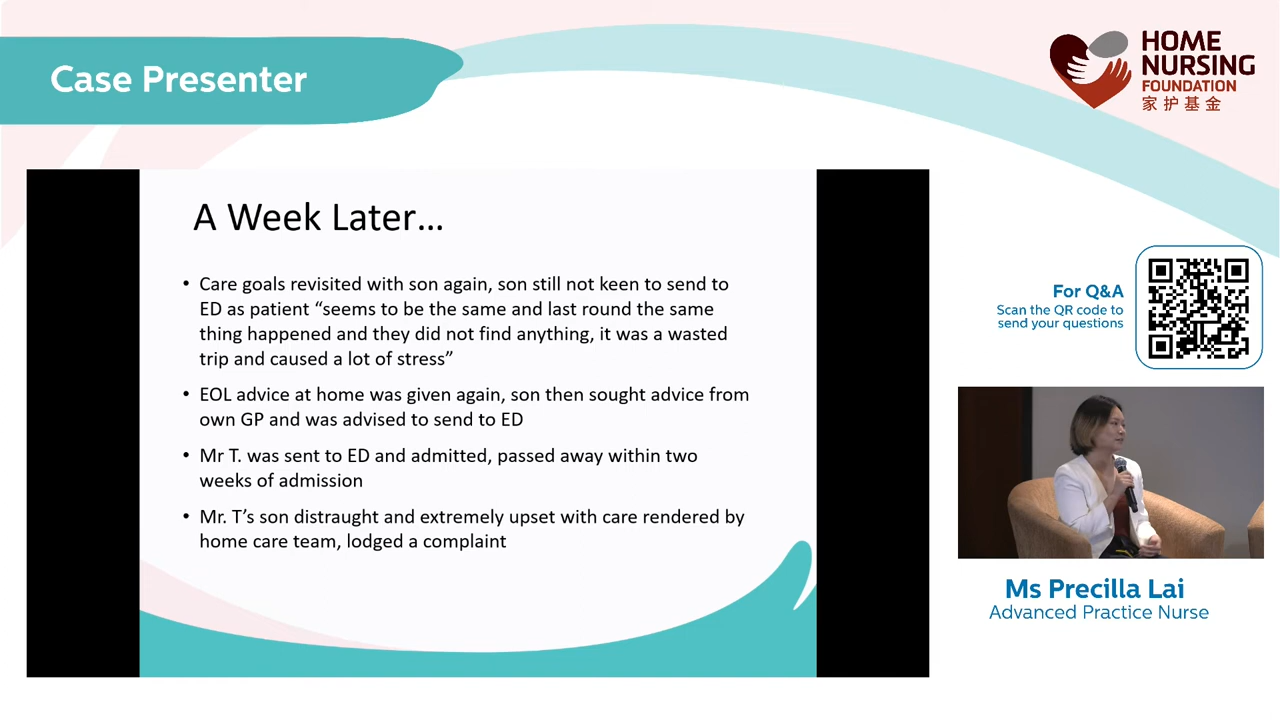 Case Presenter
HOME
NURSING
FOUNDATION
家护基金
A Week Later…
• Care goals revisited with son again, son still not keen to send to
ED as patient “seems to be the same and last round the same
thing happened and they did not find anything, it was a wasted
trip and caused a lot of stress”
• EOL advice at home was given again, son then sought advice from
own GP and was advised to send to ED
• Mr T. was sent to ED and admitted, passed away within two
weeks of admission
• Mr. T’s son distraught and extremely upset with care rendered by
home care team, lodged a complaint
For Q&A
Scan the QR code to
send your questions
Ms Precilla Lai
Advanced Practice Nurse